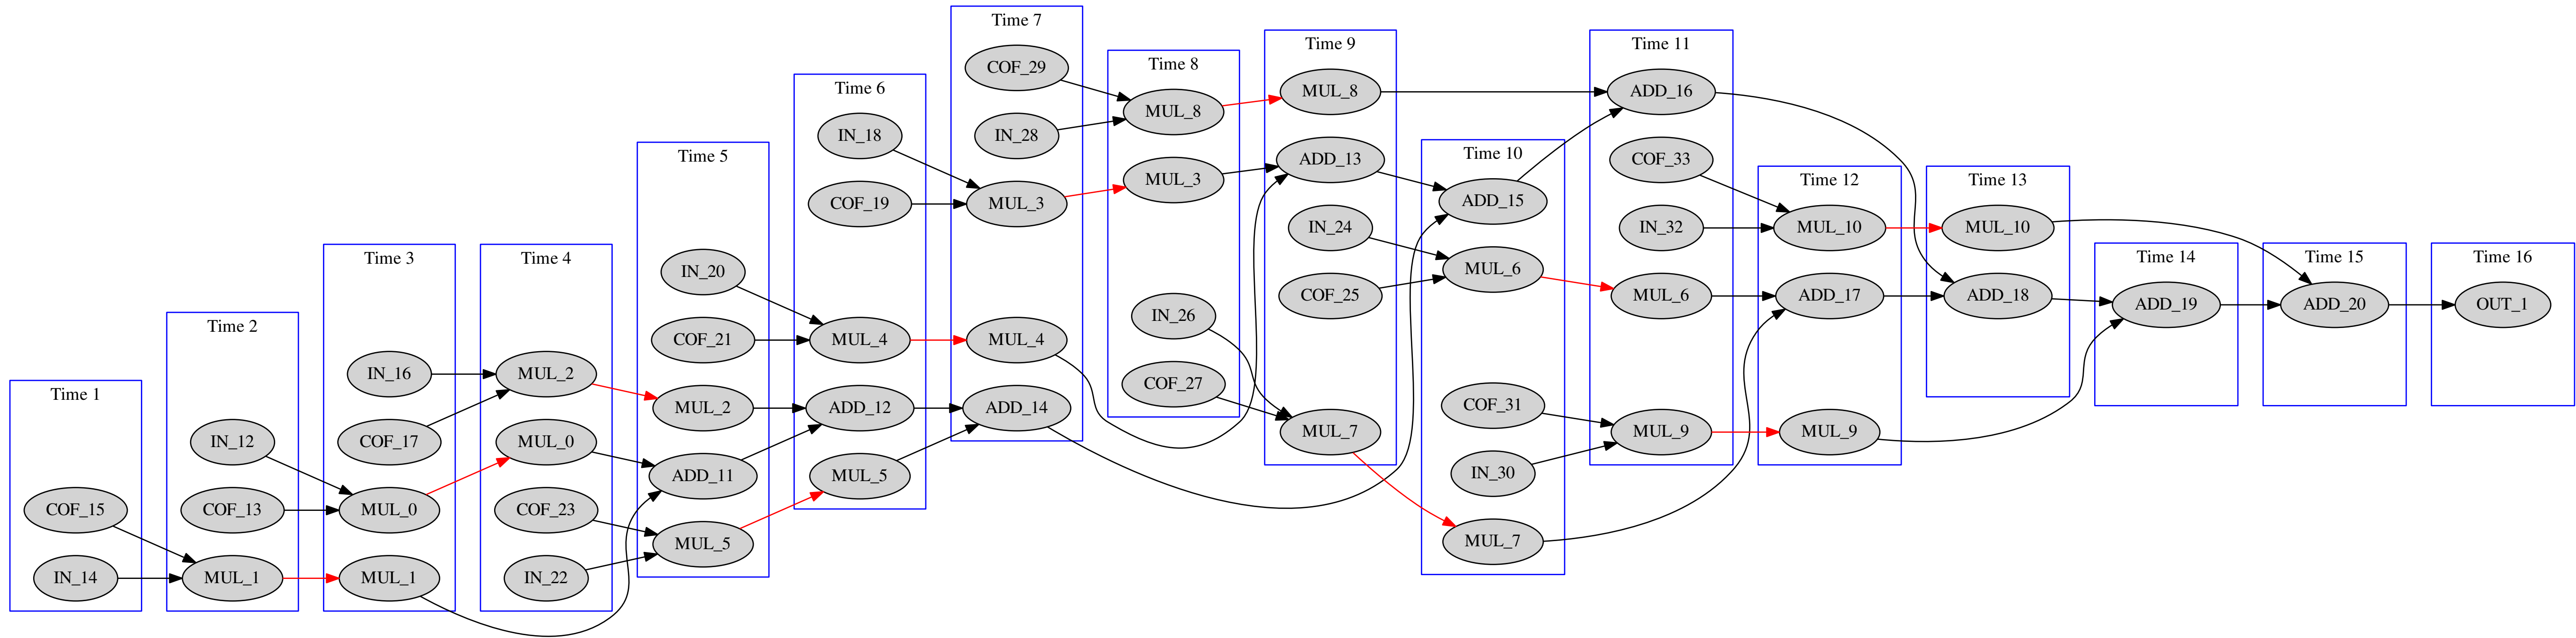 Time 1
COF_15
IN_14
Time 2
IN_12
COF_13
MUL_1
Time 3
IN_16
COF_17
MUL_0
MUL_1
Time 4
MUL_2
MUL_0
COF_23
IN_22
Time 5
IN_20
COF_21
MUL_2
ADD_11
MUL_5
Time 6
IN_18
COF_19
MUL_4
ADD_12
MUL_5
Time 7
COF_29
IN_28
MUL_3
MUL_4
ADD_14
Time 8
MUL_8
MUL_3
IN_26
COF_27
Time 9
MUL_8
ADD_13
IN_24
COF_25
MUL_7
Time 10
ADD_15
MUL_6
COF_31
IN_30
MUL_7
Time 11
ADD_16
COF_33
IN_32
MUL_6
MUL_9
Time 12
MUL_10
ADD_17
MUL_9
Time 13
MUL_10
ADD_18
Time 14
ADD_19
Time 15
ADD_20
Time 16
OUT_1